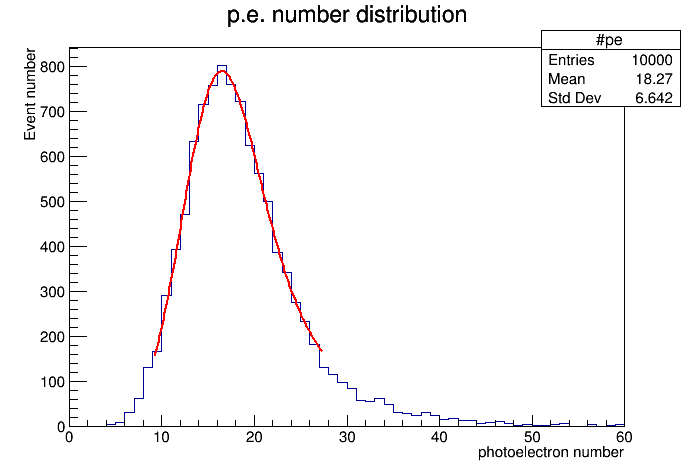 p.e. number distribution
#pe
Entries 10000
Mean 18.27
Std Dev 6.642
Event number
800
700
600
500
400
300
200
100
0
0 10 20 30 40 50 60
photoelectron number